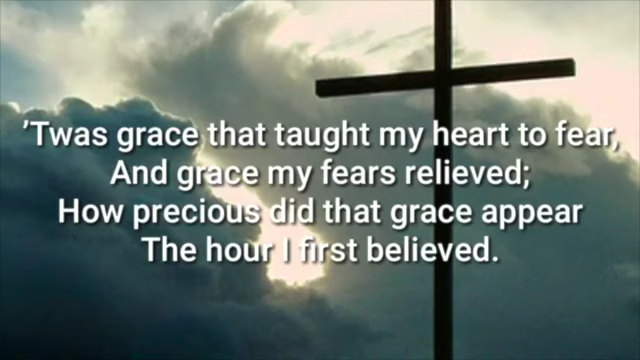 ’Twas grace that taught my heart to fear,
And grace my fears relieved;
How precious did that grace appear
The hour I first believed.